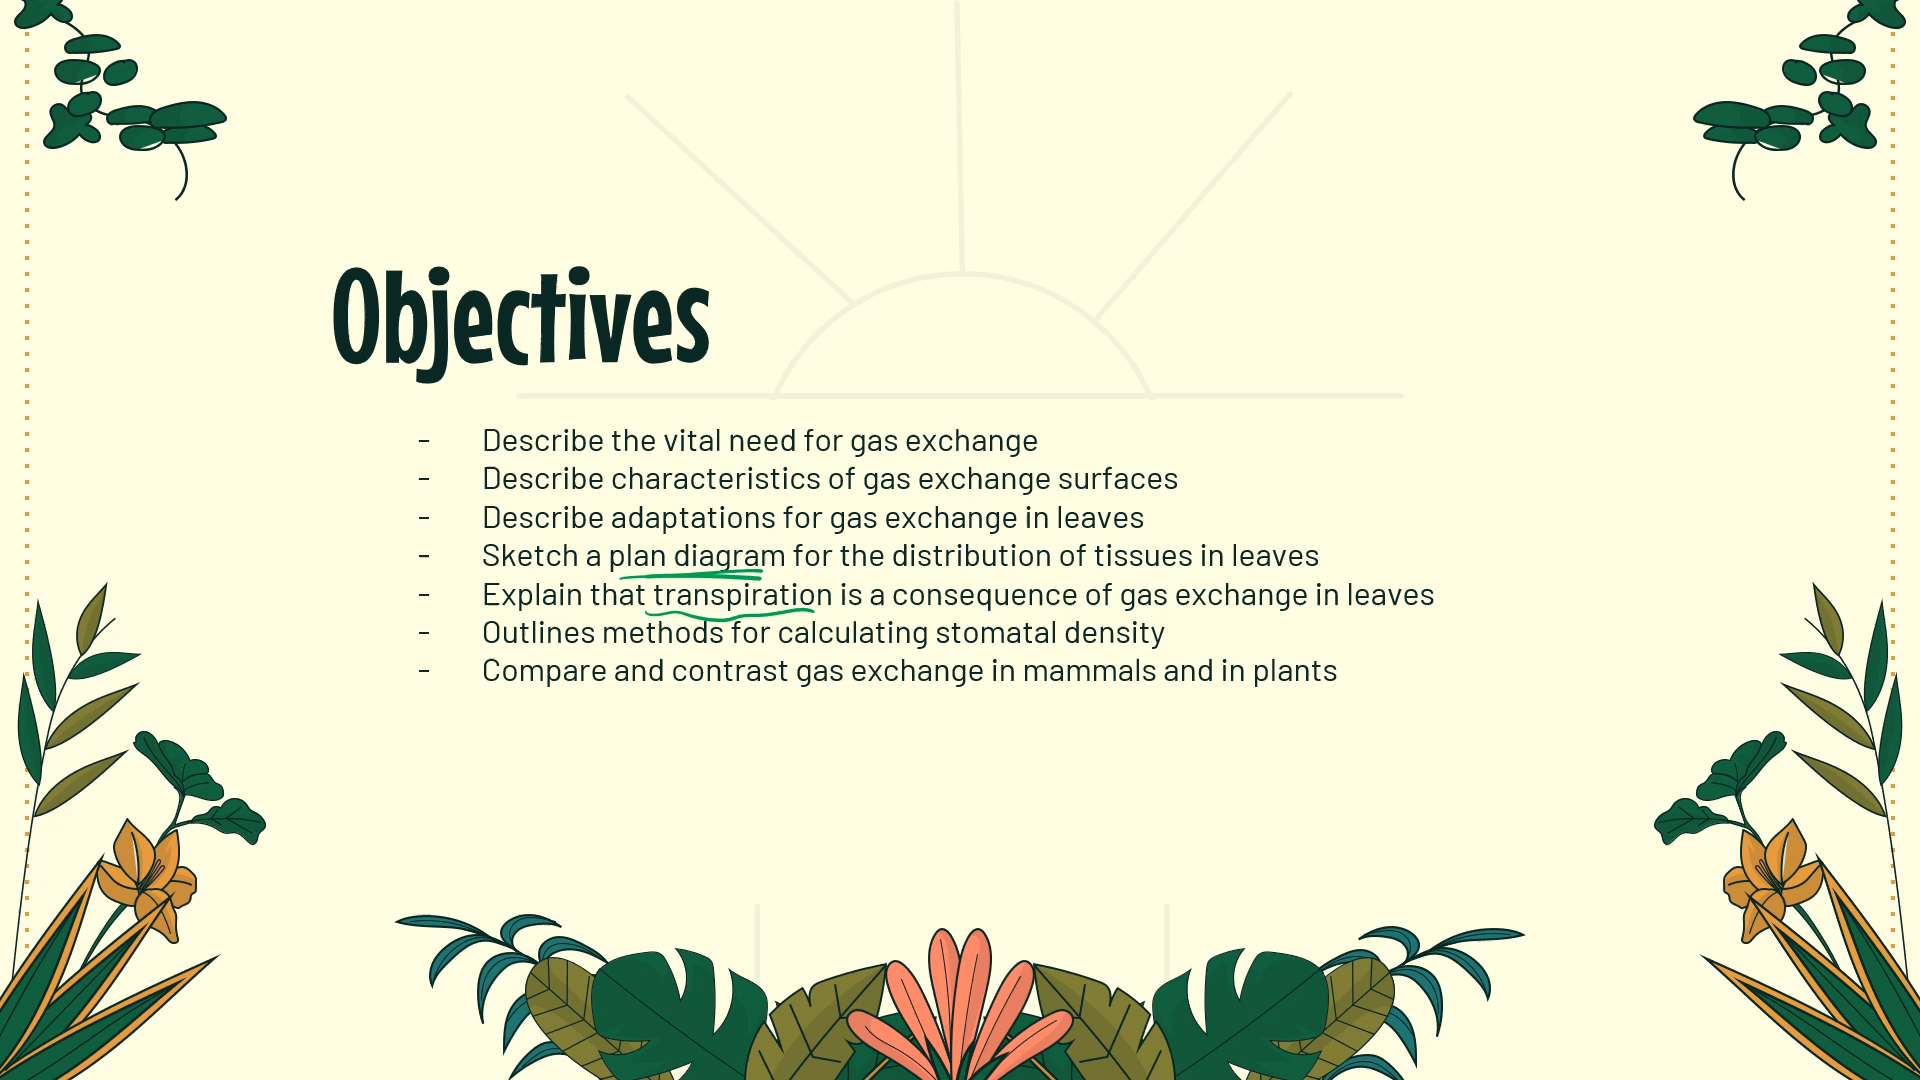 Objectives
- Describe the vital need for gas exchange
- Describe characteristics of gas exchange surfaces
- Describe adaptations for gas exchange in leaves
- Sketch a plan diagram for the distribution of tissues in leaves
- Explain that transpiration is a consequence of gas exchange in leaves
- Outlines methods for calculating stomatal density
- Compare and contrast gas exchange in mammals and in plants